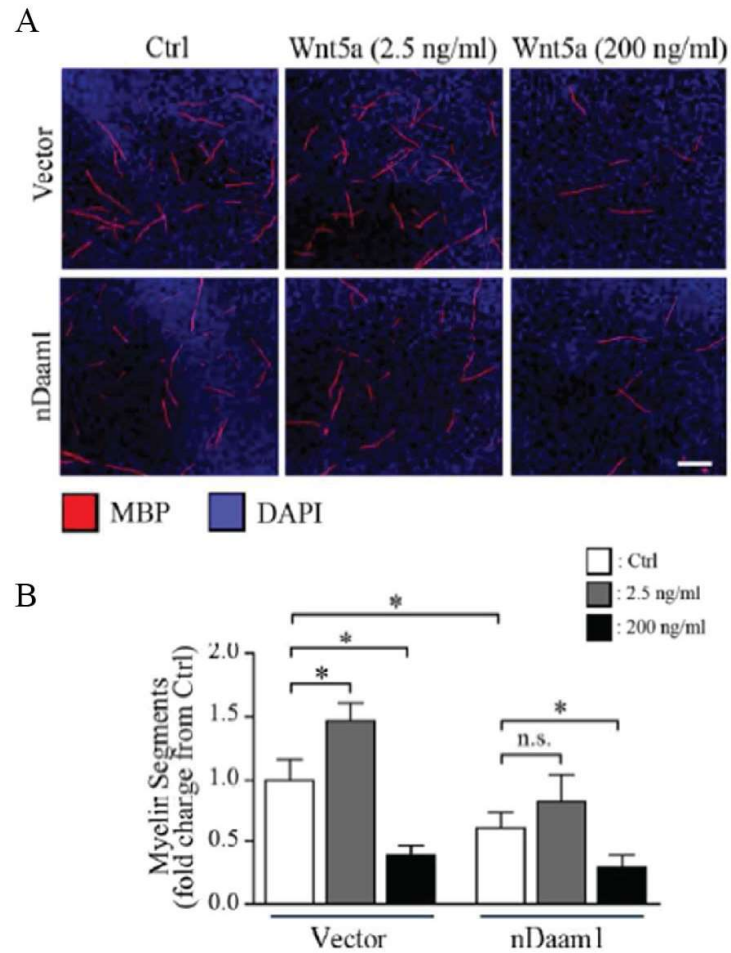 A
Ctrl Wnt5a (2.5 ng/ml) Wnt5a (200 ng/ml)
Vector
nDaam1
MBP DAPI
B
: Ctrl
: 2.5 ng/ml
: 200 ng/ml
*
*
*
*
n.s.
Myelin Segments
(fold charge from Ctrl)
2.0
1.5
1.0
0.5
0.0
Vector nDaam1